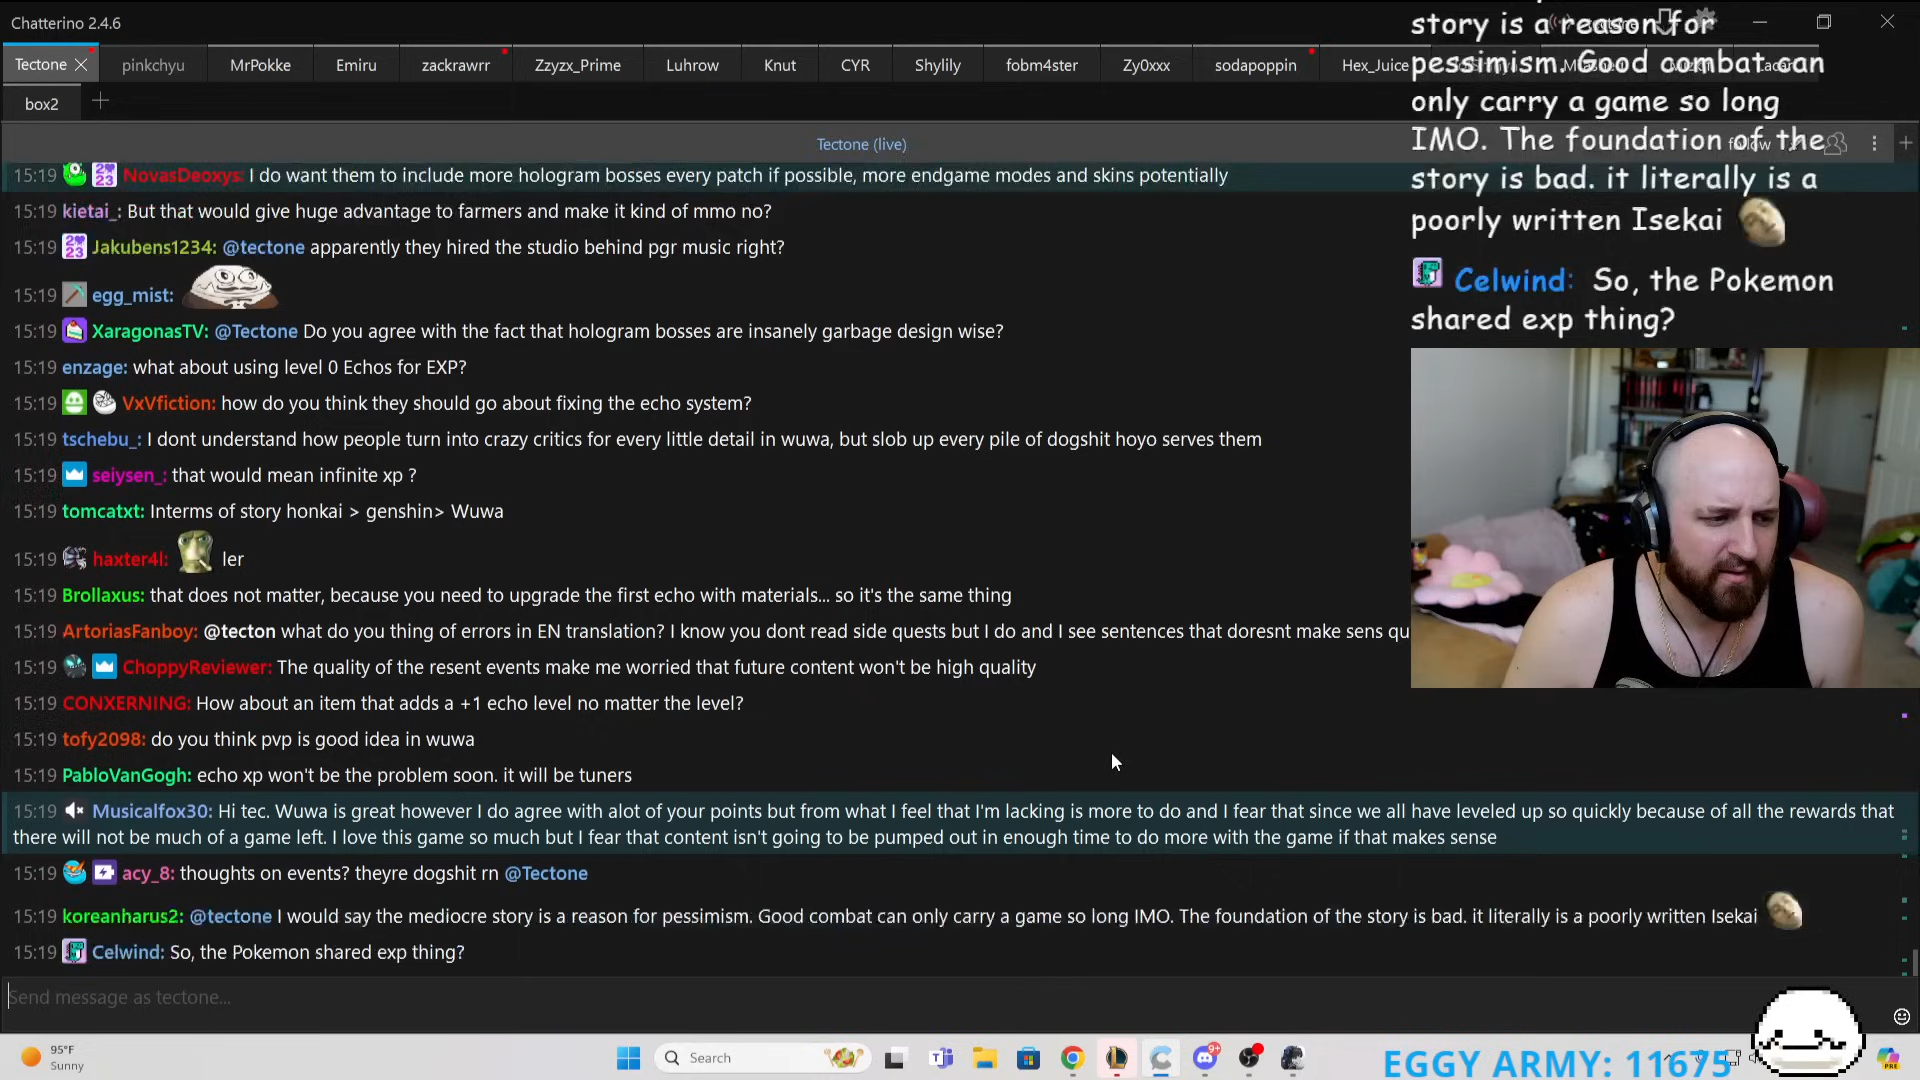 Chatterino 2.4.6
Tectone pinkchyu MrPokke Emiru zackrawrr Zzyzx_Prime Luhrow Knut CYR Shylily fobm4ster Zy0xxx sodapoppin Hex_Juice
box2
Tectone (live)
15:19 NovasDeoxys: I do want them to include more hologram bosses every patch if possible, more endgame modes and skins potentially
15:19 kietai_: But that would give huge advantage to farmers and make it kind of mmo no?
15:19 Jakubens1234: @tectone apparently they hired the studio behind pgr music right?
15:19 egg_mist:
15:19 XaragonasTV: @Tectone Do you agree with the fact that hologram bosses are insanely garbage design wise?
15:19 enzage: what about using level 0 Echos for EXP?
15:19 VxVfiction: how do you think they should go about fixing the echo system?
15:19 tschebu_: I dont understand how people turn into crazy critics for every little detail in wuwa, but slob up every pile of dogshit hoyo serves them
15:19 seiysen_: that would mean infinite xp ?
15:19 tomcatxt: Interms of story honkai > genshin> Wuwa
15:19 haxter4l: ler
15:19 Brollaxus: that does not matter, because you need to upgrade the first echo with materials... so it's the same thing
15:19 ArtoriasFanboy: @tecton what do you thing of errors in EN translation? I know you dont read side quests but I do and I see sentences that doresnt make sens qu
15:19 ChoppyReviewer: The quality of the resent events make me worried that future content won't be high quality
15:19 CONXERNING: How about an item that adds a +1 echo level no matter the level?
15:19 tofy2098: do you think pvp is good idea in wuwa
15:19 PabloVanGogh: echo xp won't be the problem soon. it will be tuners
15:19 Musicalfox30: Hi tec. Wuwa is great however I do agree with alot of your points but from what I feel that I'm lacking is more to do and I fear that since we all have leveled up so quickly because of all the rewards that
there will not be much of a game left. I love this game so much but I fear that content isn't going to be pumped out in enough time to do more with the game if that makes sense
15:19 acy_8: thoughts on events? theyre dogshit rn @Tectone
15:19 koreanharus2: @tectone I would say the mediocre story is a reason for pessimism. Good combat can only carry a game so long IMO. The foundation of the story is bad. it literally is a poorly written Isekai
15:19 Celwind: So, the Pokemon shared exp thing?
Send message as tectone...
story is a reason for
pessimism. Good combat can
only carry a game so long
IMO. The foundation of the
story is bad. it literally is a
poorly written Isekai
Celwind: So, the Pokemon
shared exp thing?
95°F
Sunny
Search
9+
EGGY ARMY: 11675
PRE